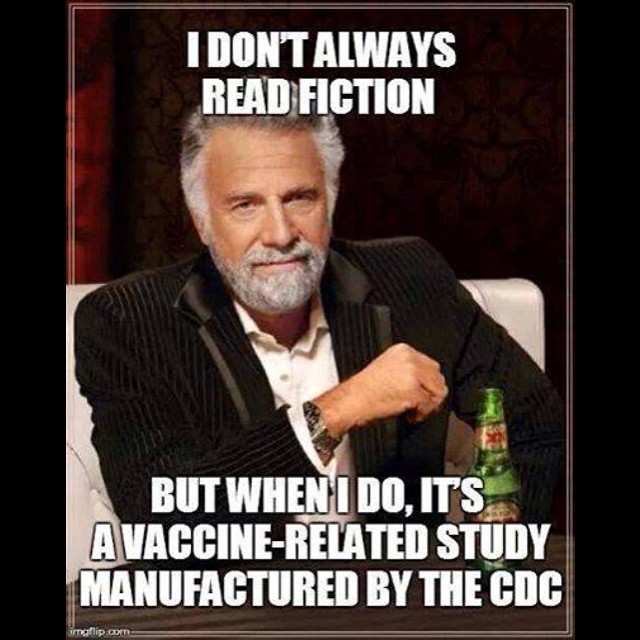 I DON'T ALWAYS
READ FICTION
BUT WHEN I DO, IT'S
A VACCINE-RELATED STUDY
MANUFACTURED BY THE CDC
imgflip.com